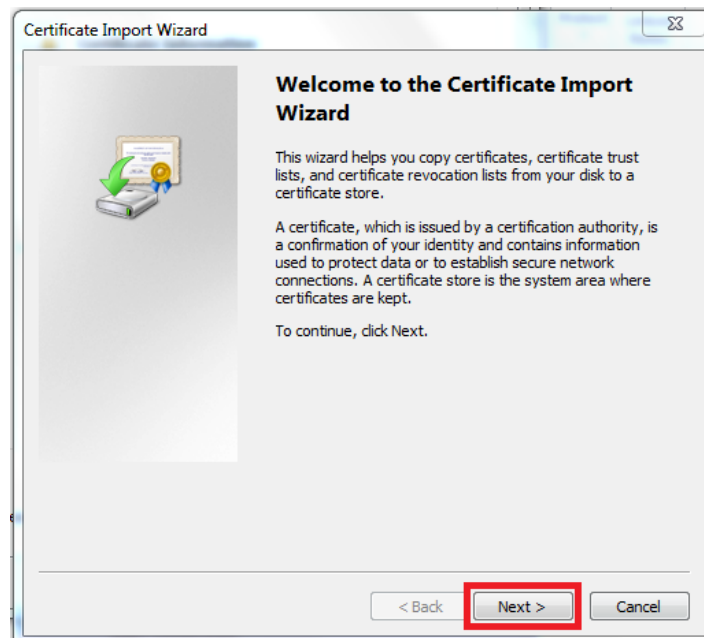 Certificate Import Wizard
Welcome to the Certificate Import
Wizard
This wizard helps you copy certificates, certificate trust
lists, and certificate revocation lists from your disk to a
certificate store.
A certificate, which is issued by a certification authority, is
a confirmation of your identity and contains information
used to protect data or to establish secure network
connections. A certificate store is the system area where
certificates are kept.
To continue, click Next.
< Back
Next >
Cancel